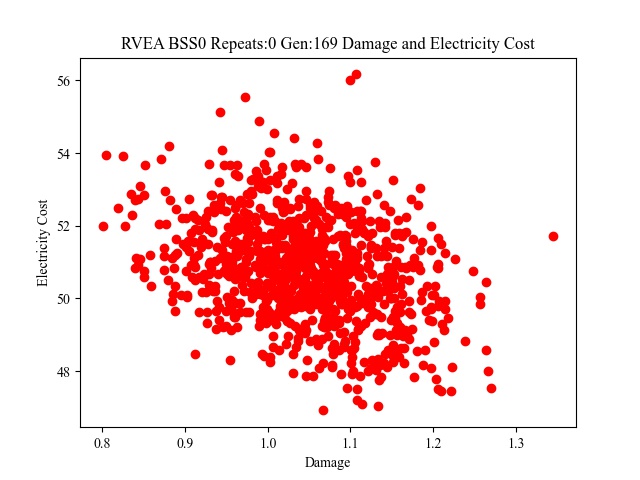 RVEA BSS0 Repeats:0 Gen:169 Damage and Electricity Cost
56
54
52
50
48
Electricity Cost
0.8 0.9 1.0 1.1 1.2 1.3
Damage